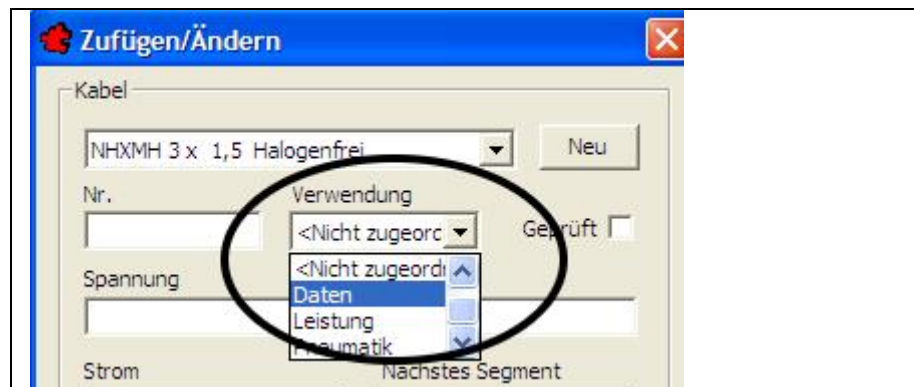 Zufügen/Ändern
Kabel
NHXMH 3 x 1,5 Halogenfrei
Neu
Nr.
Verwendung
<Nicht zugeorc
Geprüft
<Nicht zugeordi
Spannung
Daten
Leistung
Pneumatik
Strom
Nächstes Segment